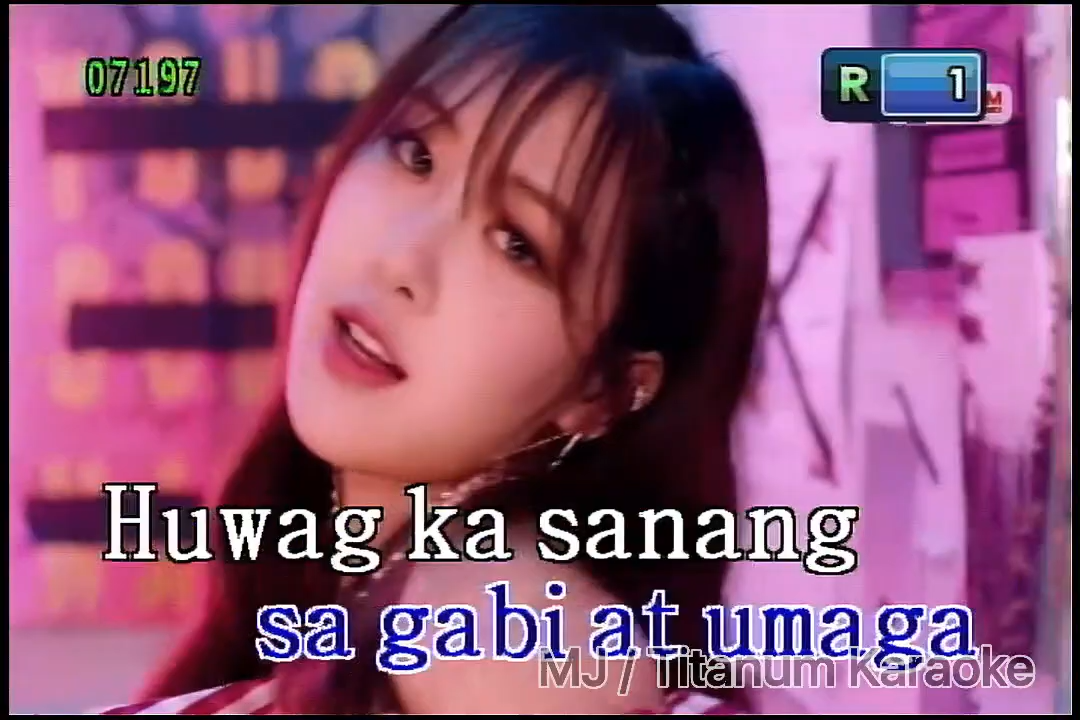 07197
R 1
M
Huwag ka sanang
sa gabi at umaga
MJ / Titanum Karaoke